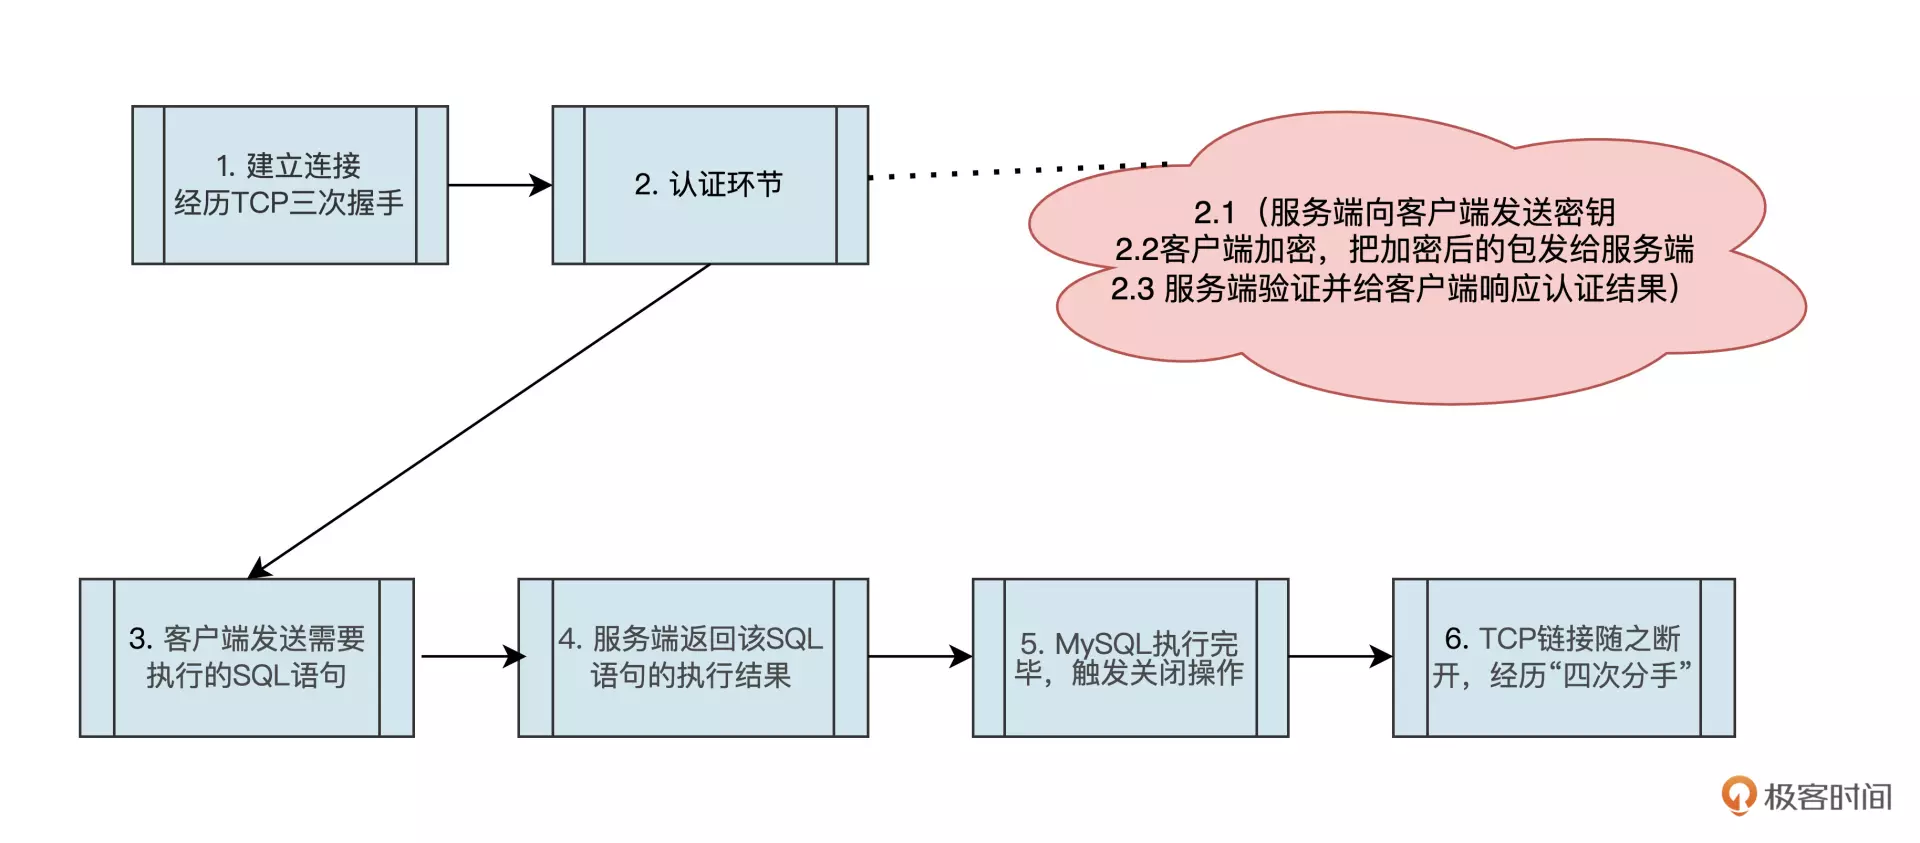 1. 建立连接
经历TCP三次握手
2. 认证环节
2.1（服务端向客户端发送密钥
2.2客户端加密，把加密后的包发给服务端
2.3 服务端验证并给客户端响应认证结果）
3. 客户端发送需要
执行的SQL语句
4. 服务端返回该SQL
语句的执行结果
5. MySQL执行完
毕，触发关闭操作
6. TCP链接随之断
开，经历“四次分手”
极客时间